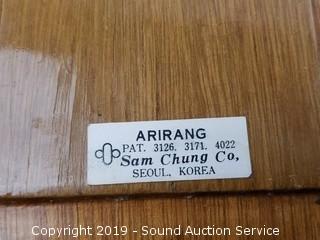 ARIRANG
PAT. 3126, 3171, 4022
Sam Chung Co,
SEOUL, KOREA
Copyright 2019 - Sound Auction Service